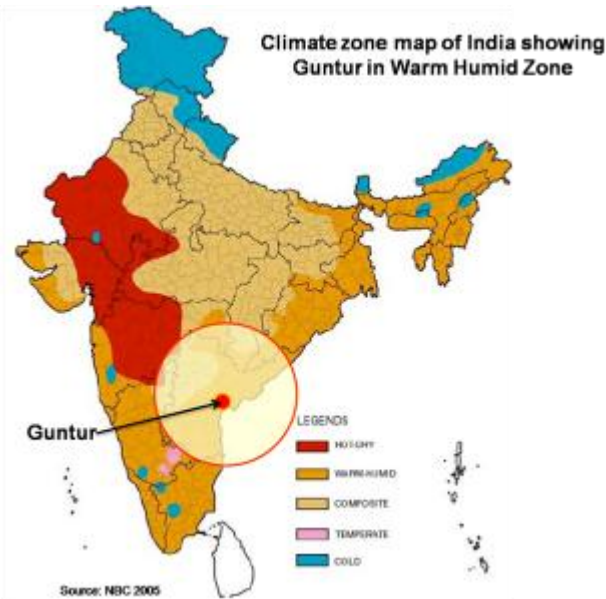 Climate zone map of India showing
Guntur in Warm Humid Zone
Guntur
LEGENDS
HOT-DRY
WARM-HUMID
COMPOSITE
TEMPERATE
COLD
Source: NBC 2005